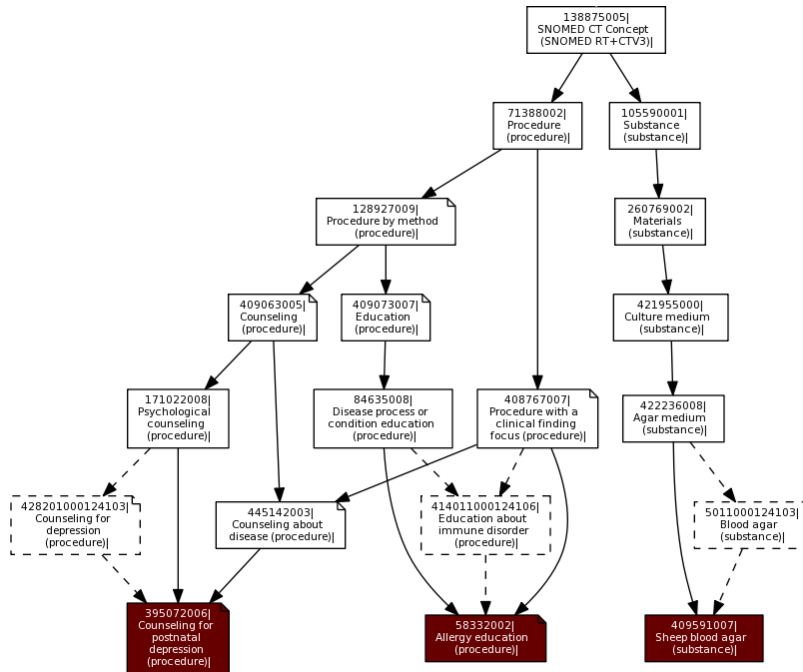 138875005|
SNOMED CT Concept
(SNOMED RT+CTV3)|
71388002|
Procedure
(procedure)|
105590001|
Substance
(substance)|
128927009|
Procedure by method
(procedure)|
260769002|
Materials
(substance)|
409063005|
Counseling
(procedure)|
409073007|
Education
(procedure)|
421955000|
Culture medium
(substance)|
171022008|
Psychological
counseling
(procedure)|
84635008|
Disease process or
condition education
(procedure)|
408767007|
Procedure with a
clinical finding
focus (procedure)|
422236008|
Agar medium
(substance)|
428201000124103|
Counseling for
depression
(procedure)|
445142003|
Counseling about
disease (procedure)|
414011000124106|
Education about
immune disorder
(procedure)|
5011000124103|
Blood agar
(substance)|
395072006|
Counseling for
postnatal
depression
(procedure)|
58332002|
Allergy education
(procedure)|
409591007|
Sheep blood agar
(substance)|